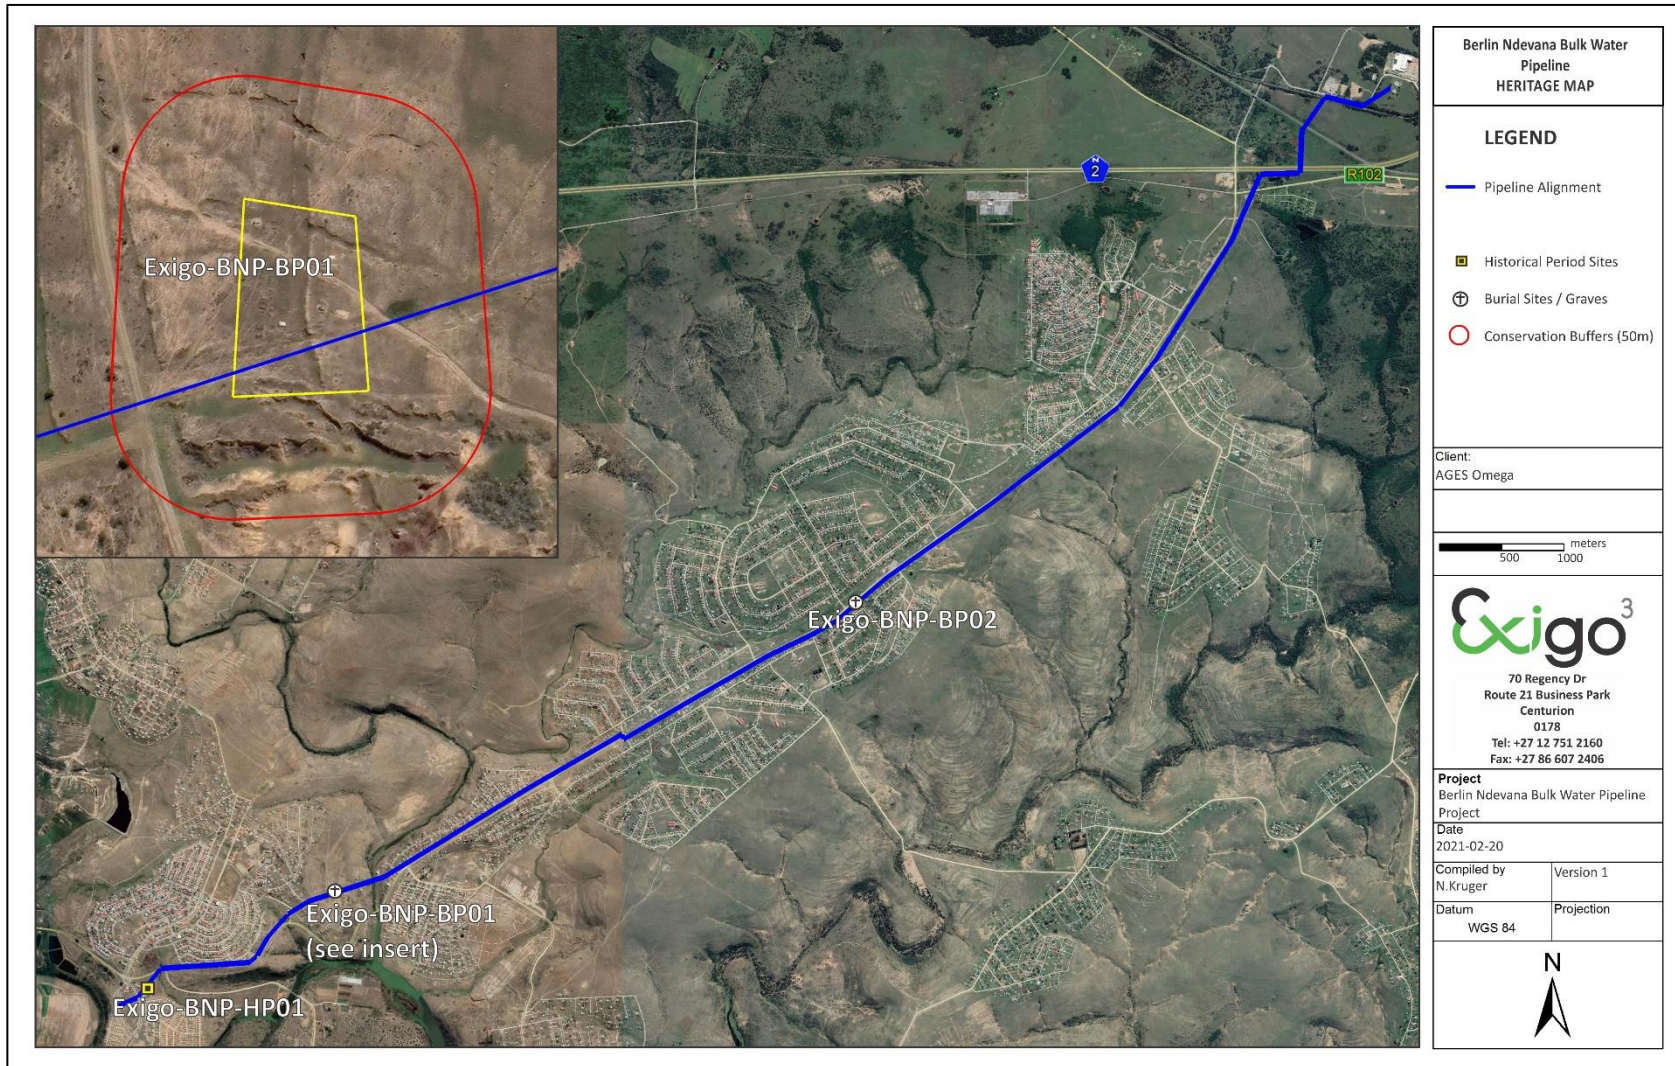 Exigo-BNP-BP01
N
2
R102
Exigo-BNP-BP02
Exigo-BNP-BP01
(see insert)
Exigo-BNP-HP01
Berlin Ndevana Bulk Water
Pipeline
HERITAGE MAP
LEGEND
Pipeline Alignment
Historical Period Sites
Burial Sites / Graves
Conservation Buffers (50m)
Client:
AGES Omega
meters
500 1000
Exigo3
70 Regency Dr
Route 21 Business Park
Centurion
0178
Tel: +27 12 751 2160
Fax: +27 86 607 2406
Project
Berlin Ndevana Bulk Water Pipeline
Project
Date
2021-02-20
Compiled by
N.Kruger
Version 1
Datum
WGS 84
Projection
N